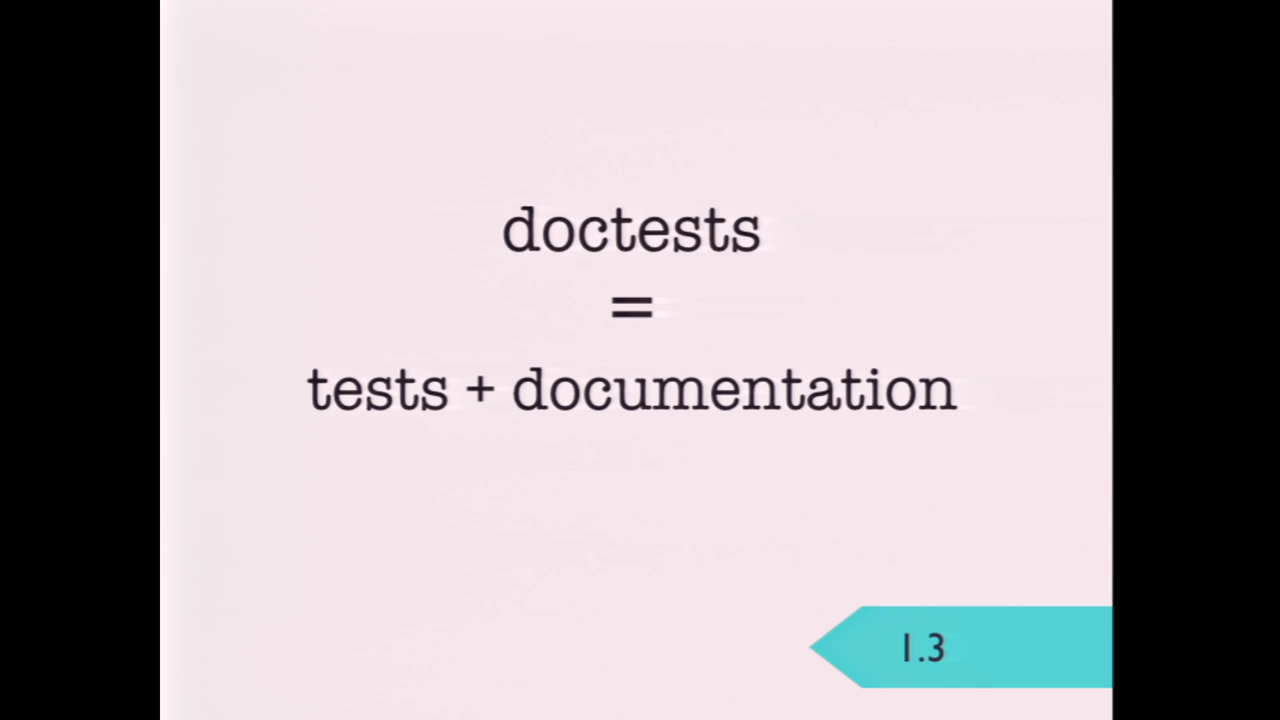 doctests
=
tests + documentation
1.3